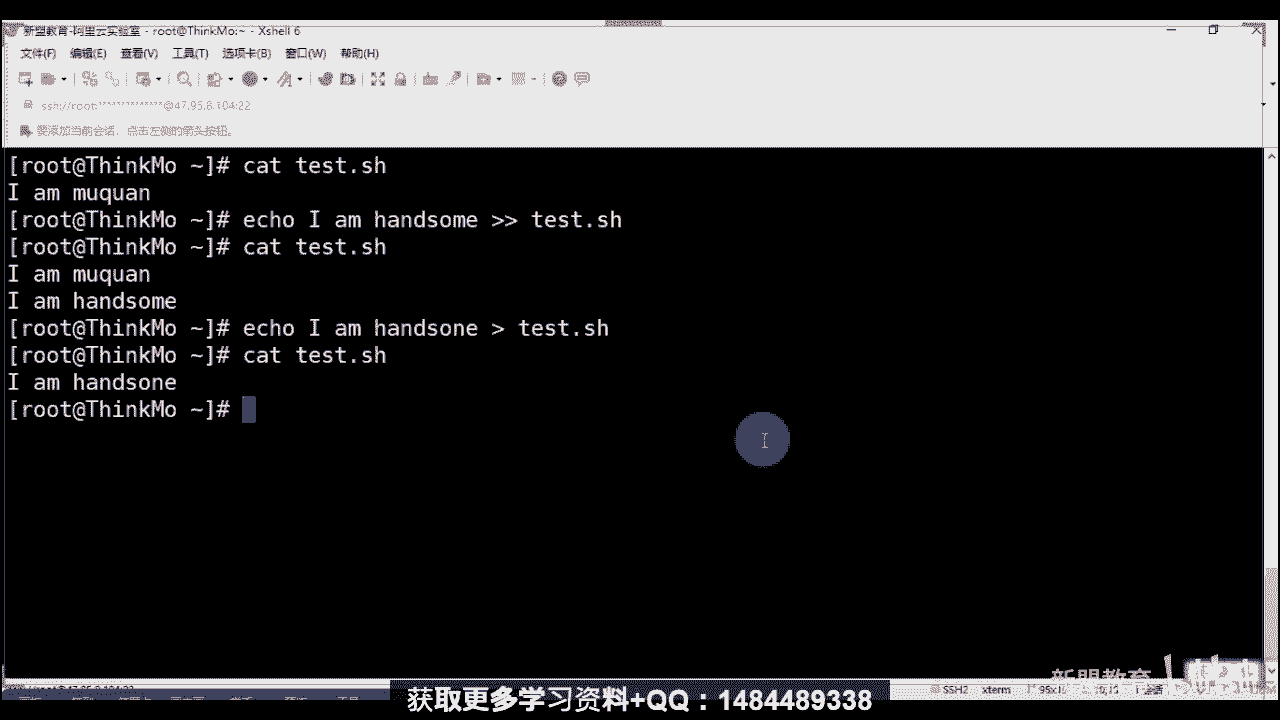 新盟教育-阿里云实验室 - root@ThinkMo:~ - Xshell 6
文件(F) 编辑(E) 查看(V) 工具(T) 选项卡(B) 窗口(W) 帮助(H)
ssh://root:**************@47.95.6.104:22
要添加当前会话，点击左侧的箭头按钮。
[root@ThinkMo ~]# cat test.sh
I am muquan
[root@ThinkMo ~]# echo I am handsome >> test.sh
[root@ThinkMo ~]# cat test.sh
I am muquan
I am handsome
[root@ThinkMo ~]# echo I am handsone > test.sh
[root@ThinkMo ~]# cat test.sh
I am handsone
[root@ThinkMo ~]#
新盟教育
SSH2 xterm
获取更多学习资料+QQ：1484489338